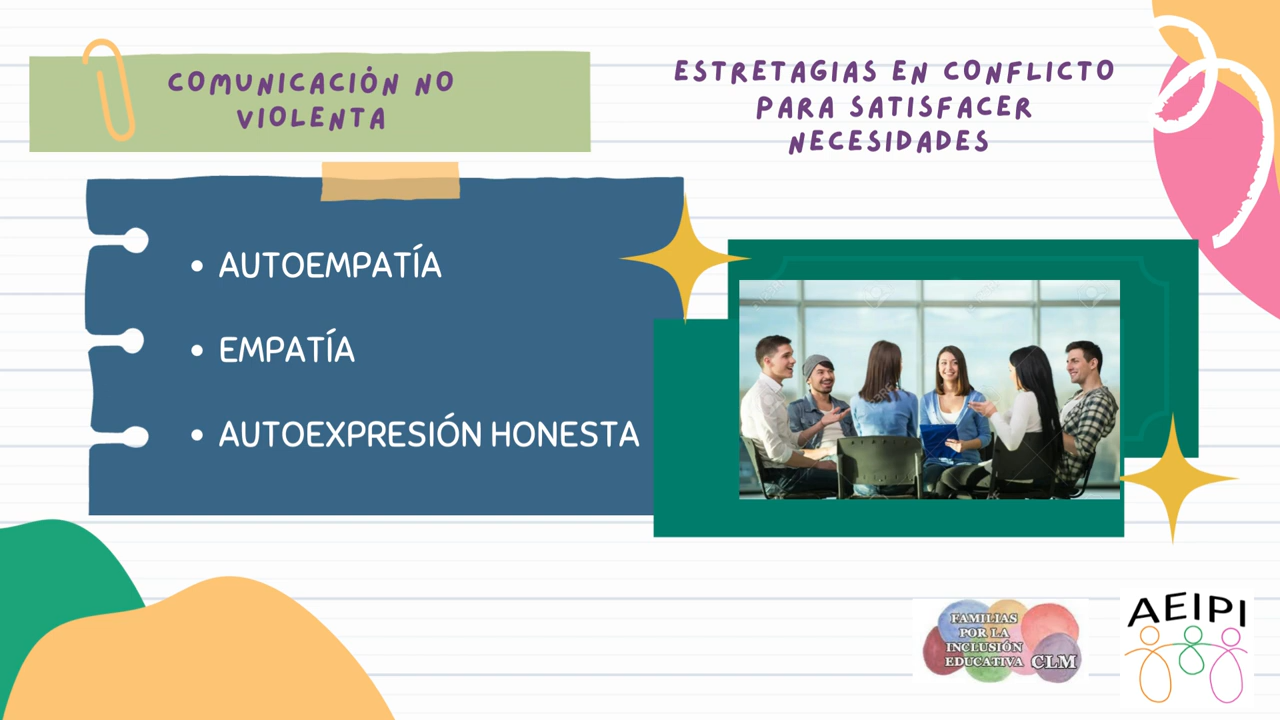 COMUNICACIÓN NO
VIOLENTA
ESTRETAGIAS EN CONFLICTO
PARA SATISFACER
NECESIDADES
• AUTOEMPATÍA
• EMPATÍA
• AUTOEXPRESIÓN HONESTA
FAMILIAS
POR LA
INCLUSIÓN
EDUCATIVA CLM
AEIPI